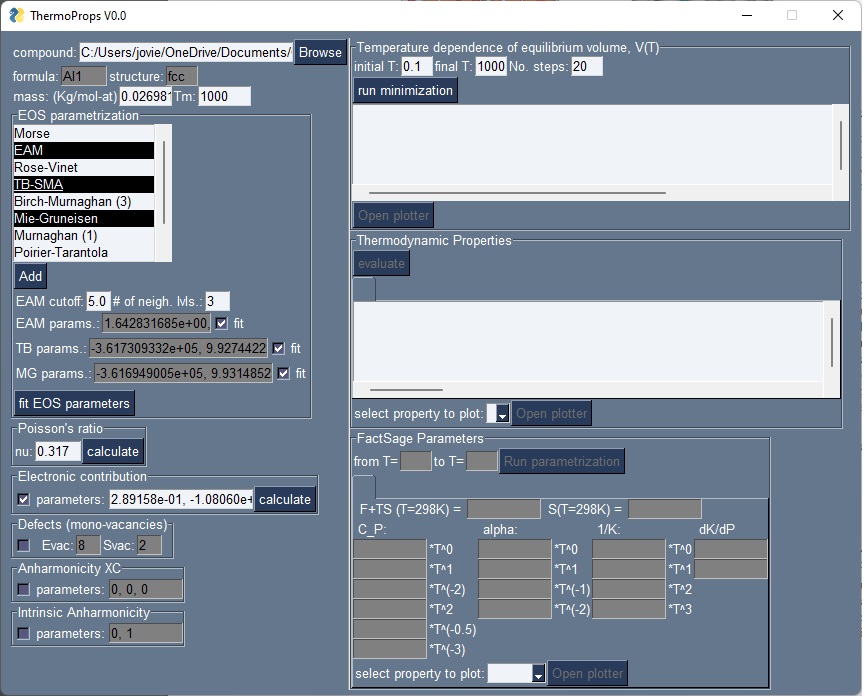 ThermoProps V0.0
compound: C:/Users/jovie/OneDrive/Documents/ Browse
formula: Al1 structure: fcc
mass: (Kg/mol-at) 0.02698 Tm: 1000
EOS parametrization
Morse
EAM
Rose-Vinet
TB-SMA
Birch-Murnaghan (3)
Mie-Gruneisen
Murnaghan (1)
Poirier-Tarantola
Add
EAM cutoff: 5.0 # of neigh. lvls.: 3
EAM params.: 1.642831685e+00, fit
TB params.: -3.617309332e+05, 9.9274422 fit
MG params.: -3.616949005e+05, 9.9314852 fit
fit EOS parameters
Poisson's ratio
nu: 0.317 calculate
Electronic contribution
parameters: 2.89158e-01, -1.08060e+ calculate
Defects (mono-vacancies)
Evac: 8 Svac: 2
Anharmonicity XC
parameters: 0, 0, 0
Intrinsic Anharmonicity
parameters: 0, 1
Temperature dependence of equilibrium volume, V(T)
initial T: 0.1 final T: 1000 No. steps: 20
run minimization
Open plotter
Thermodynamic Properties
evaluate
select property to plot: Open plotter
FactSage Parameters
from T= to T= Run parametrization
F+TS (T=298K) = S(T=298K) =
C_P: alpha: 1/K: dK/dP
*T^0 *T^0 *T^0
*T^1 *T^1 *T^1
*T^(-2) *T^(-1) *T^2
*T^2 *T^(-2) *T^3
*T^(-0.5)
*T^(-3)
select property to plot: Open plotter